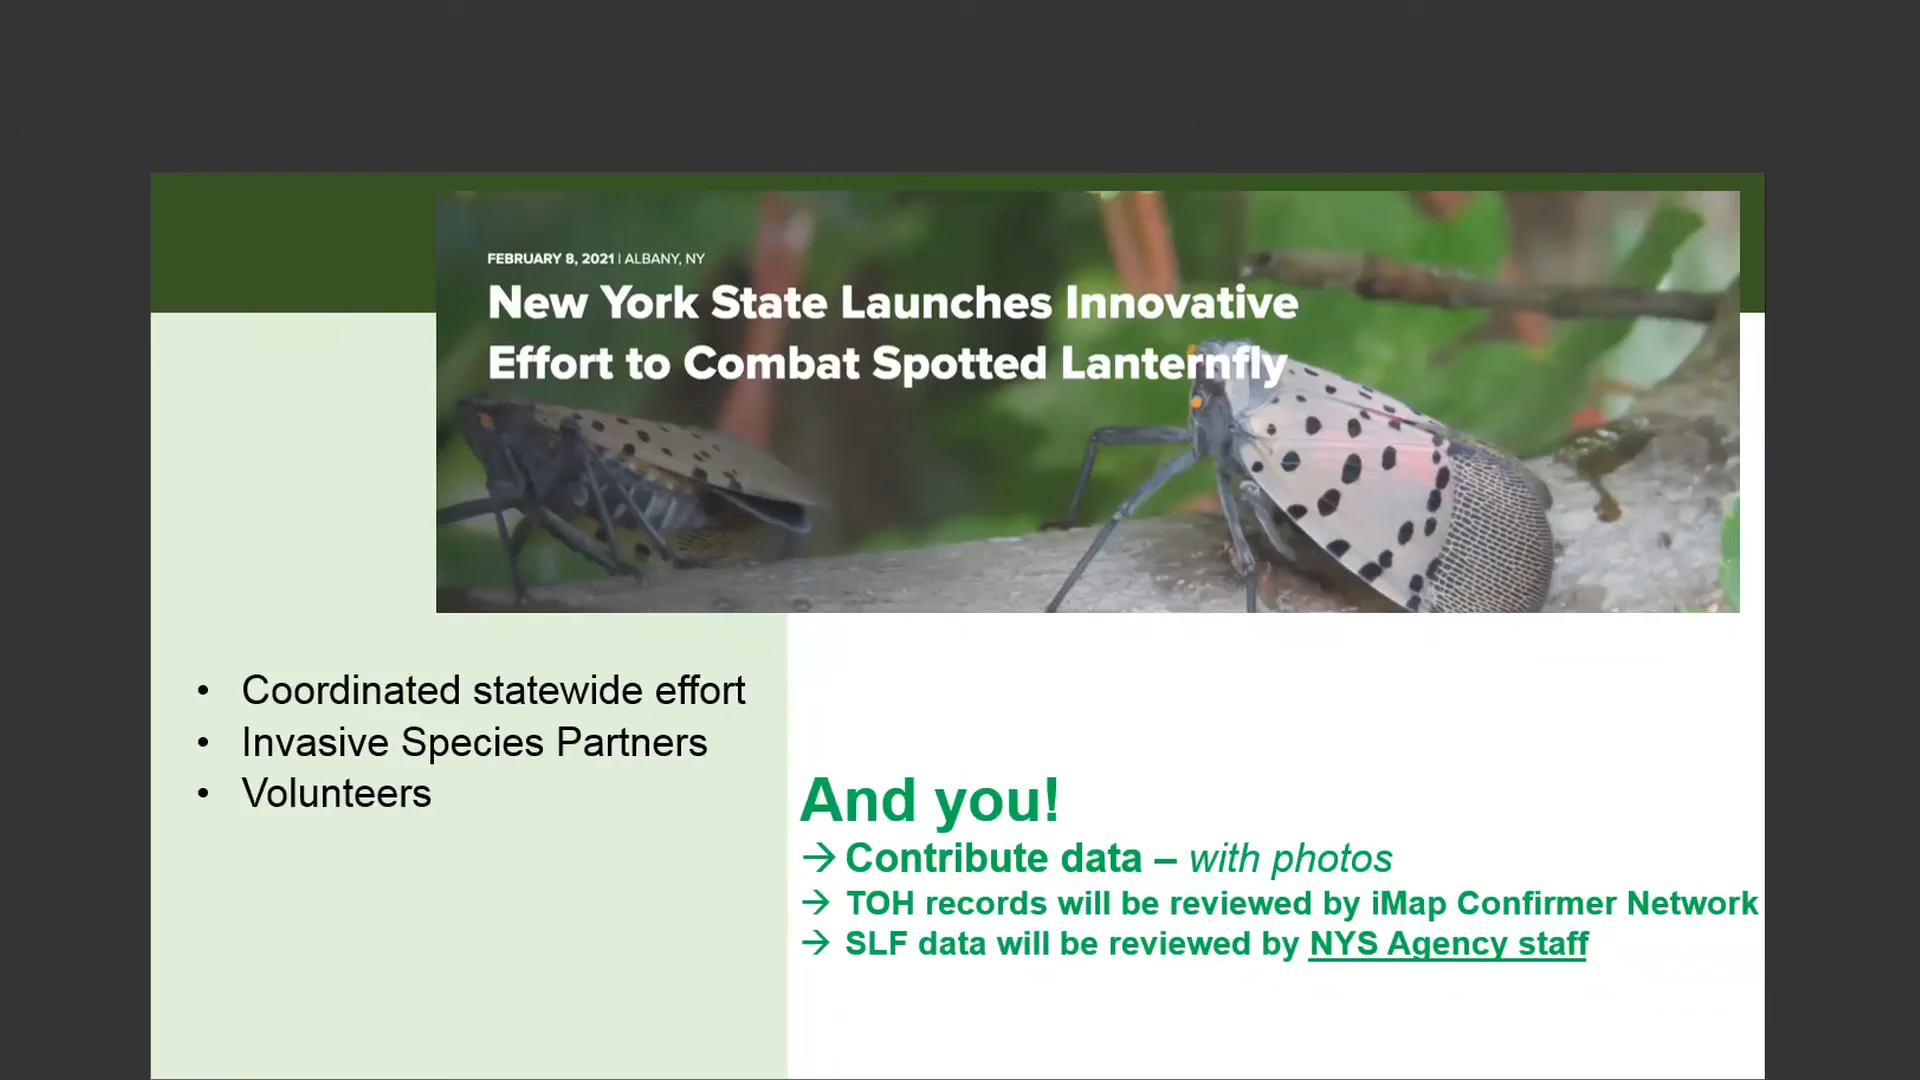 FEBRUARY 8, 2021 | ALBANY, NY
New York State Launches Innovative
Effort to Combat Spotted Lanternfly
• Coordinated statewide effort
• Invasive Species Partners
• Volunteers
And you!
→ Contribute data – with photos
→ TOH records will be reviewed by iMap Confirmer Network
→ SLF data will be reviewed by NYS Agency staff